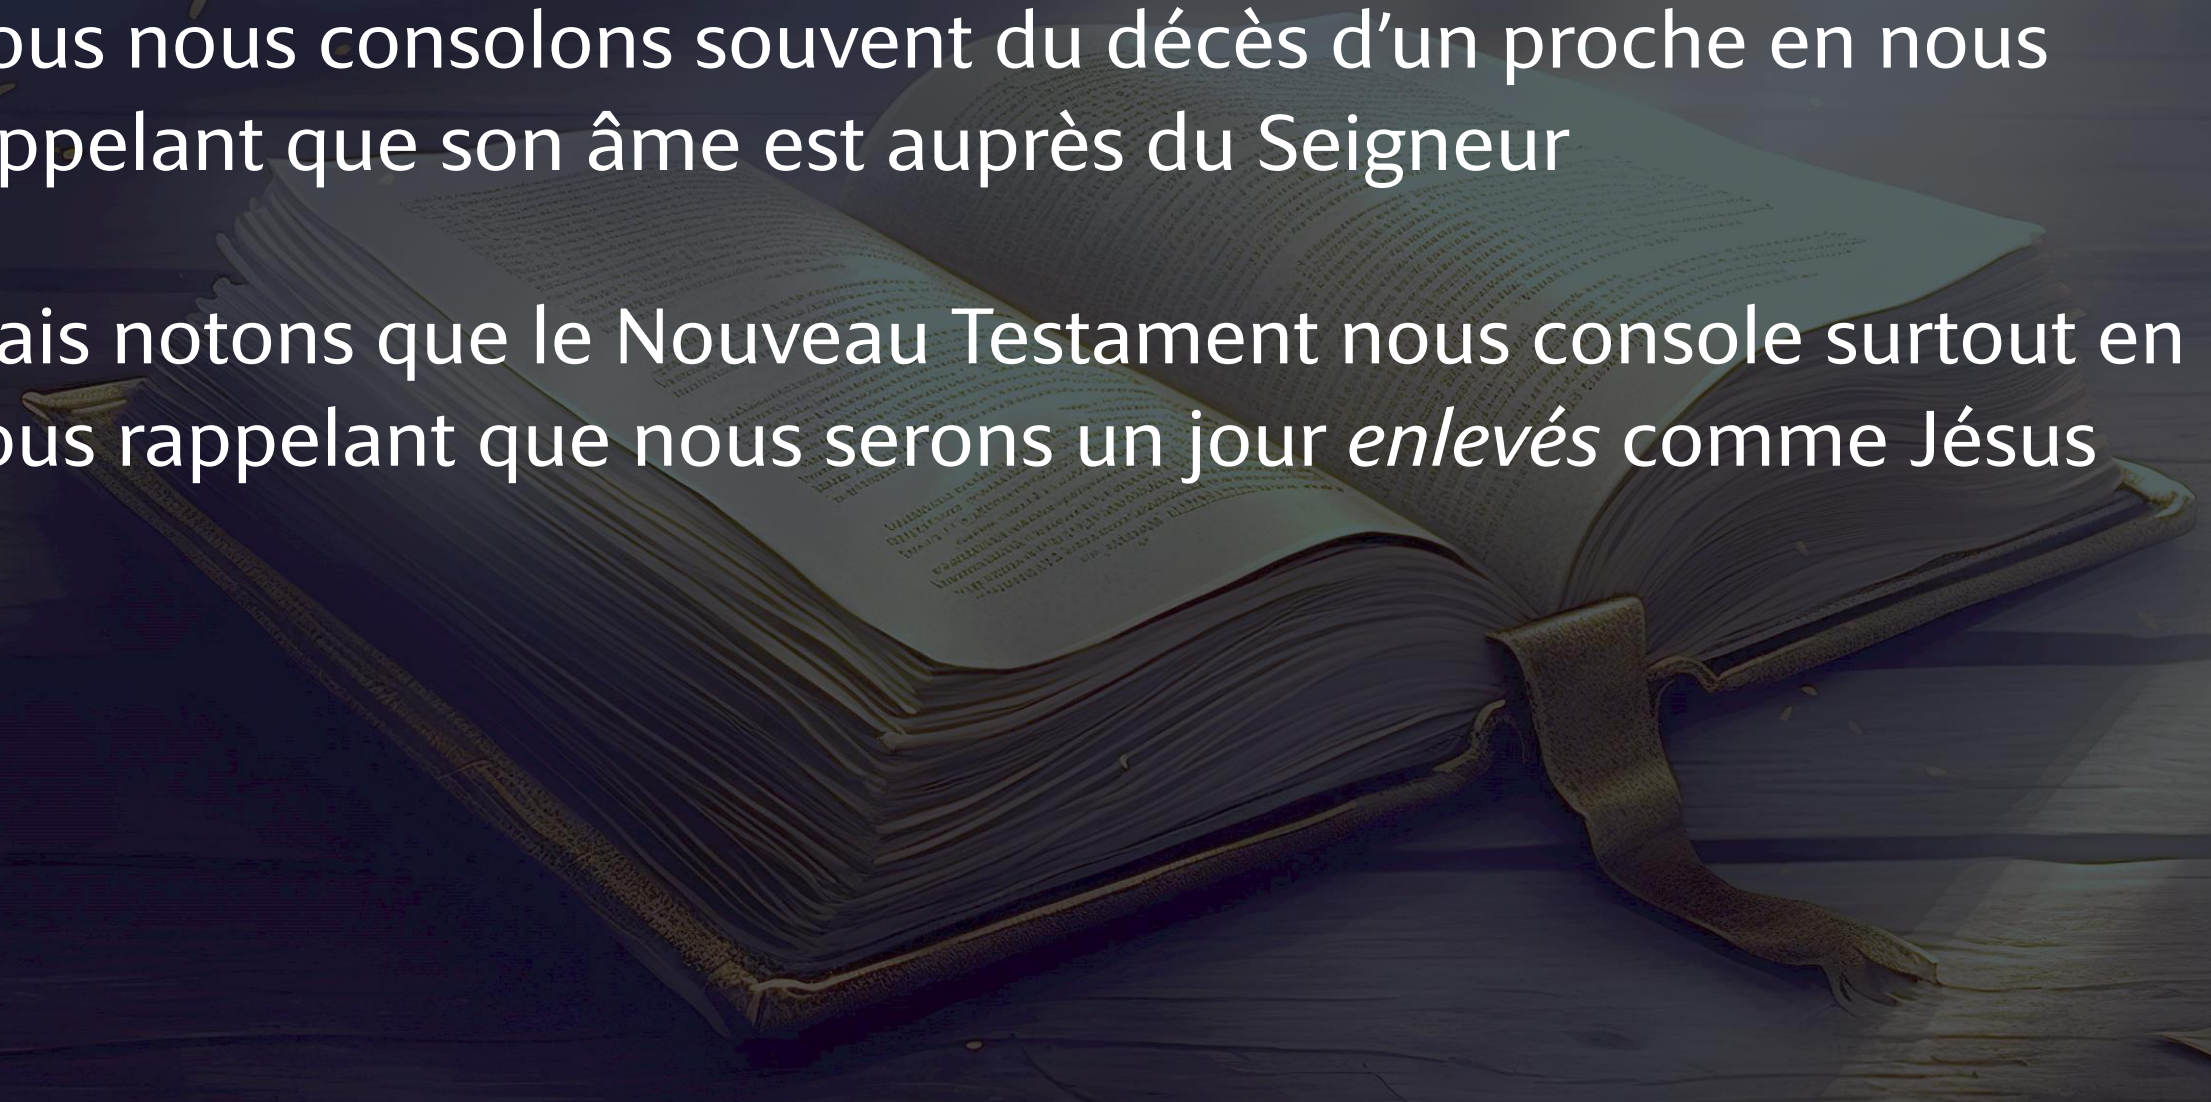 ous nous consolons souvent du décès d’un proche en nous
ppelant que son âme est auprès du Seigneur
ais notons que le Nouveau Testament nous console surtout en
ous rappelant que nous serons un jour enlevés comme Jésus